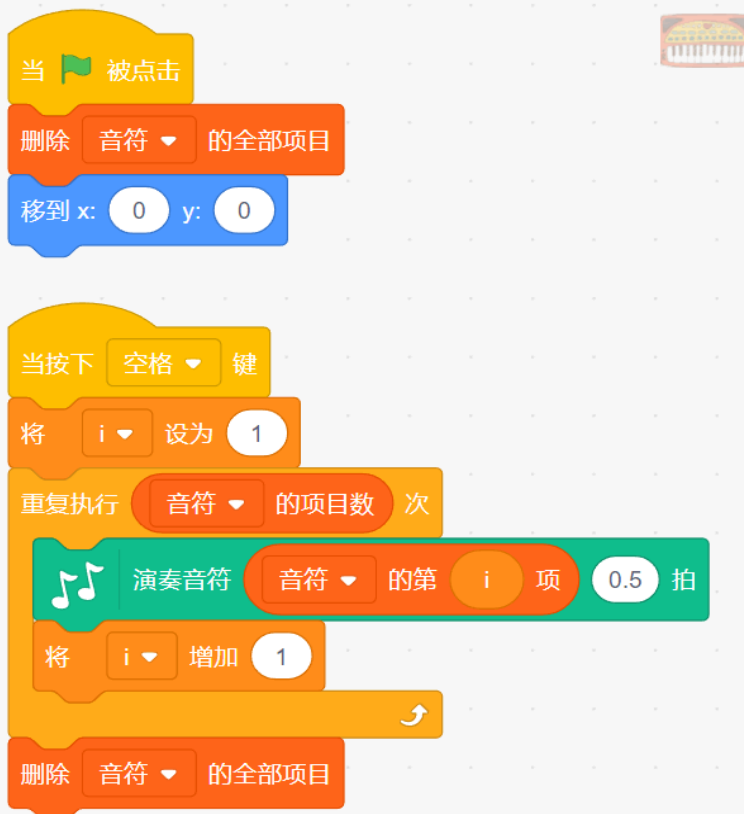 当 被点击
删除 音符 的全部项目
移到 x: 0 y: 0
当按下 空格 键
将 i 设为 1
重复执行 音符 的项目数 次
演奏音符 音符 的第 i 项 0.5 拍
将 i 增加 1
删除 音符 的全部项目